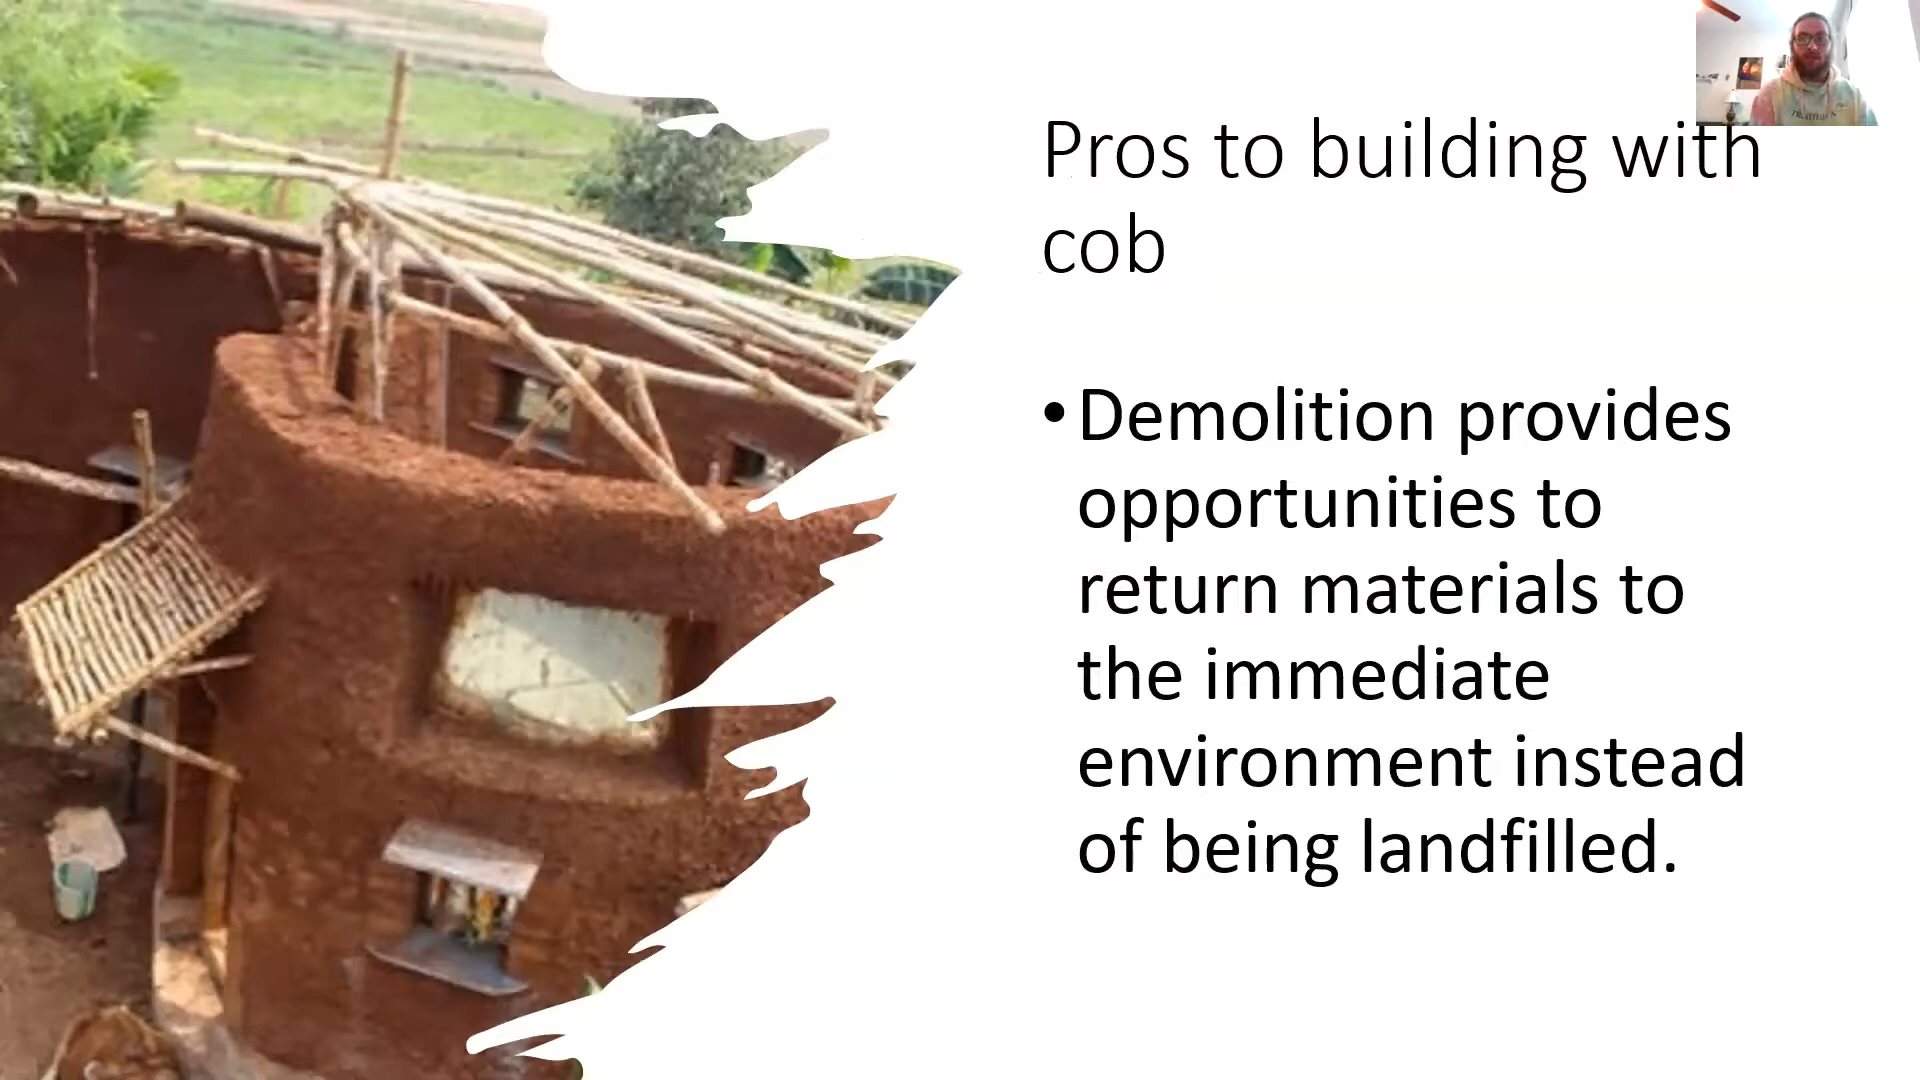 Pros to building with
cob
• Demolition provides
opportunities to
return materials to
the immediate
environment instead
of being landfilled.